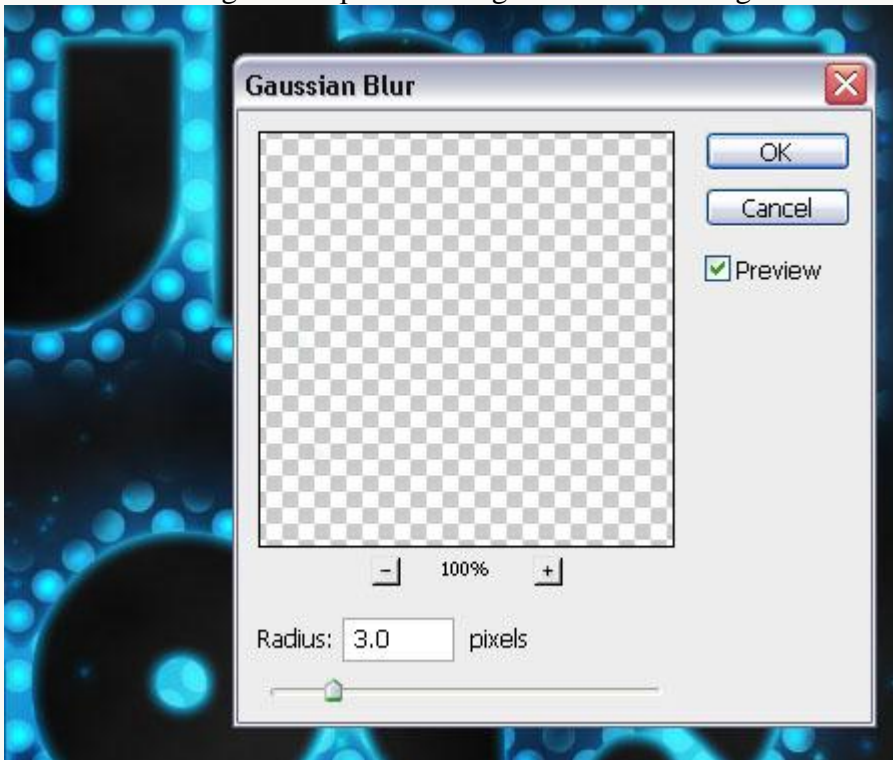 Gaussian Blur
OK
Cancel
Preview
- 100% +
Radius: 3.0 pixels